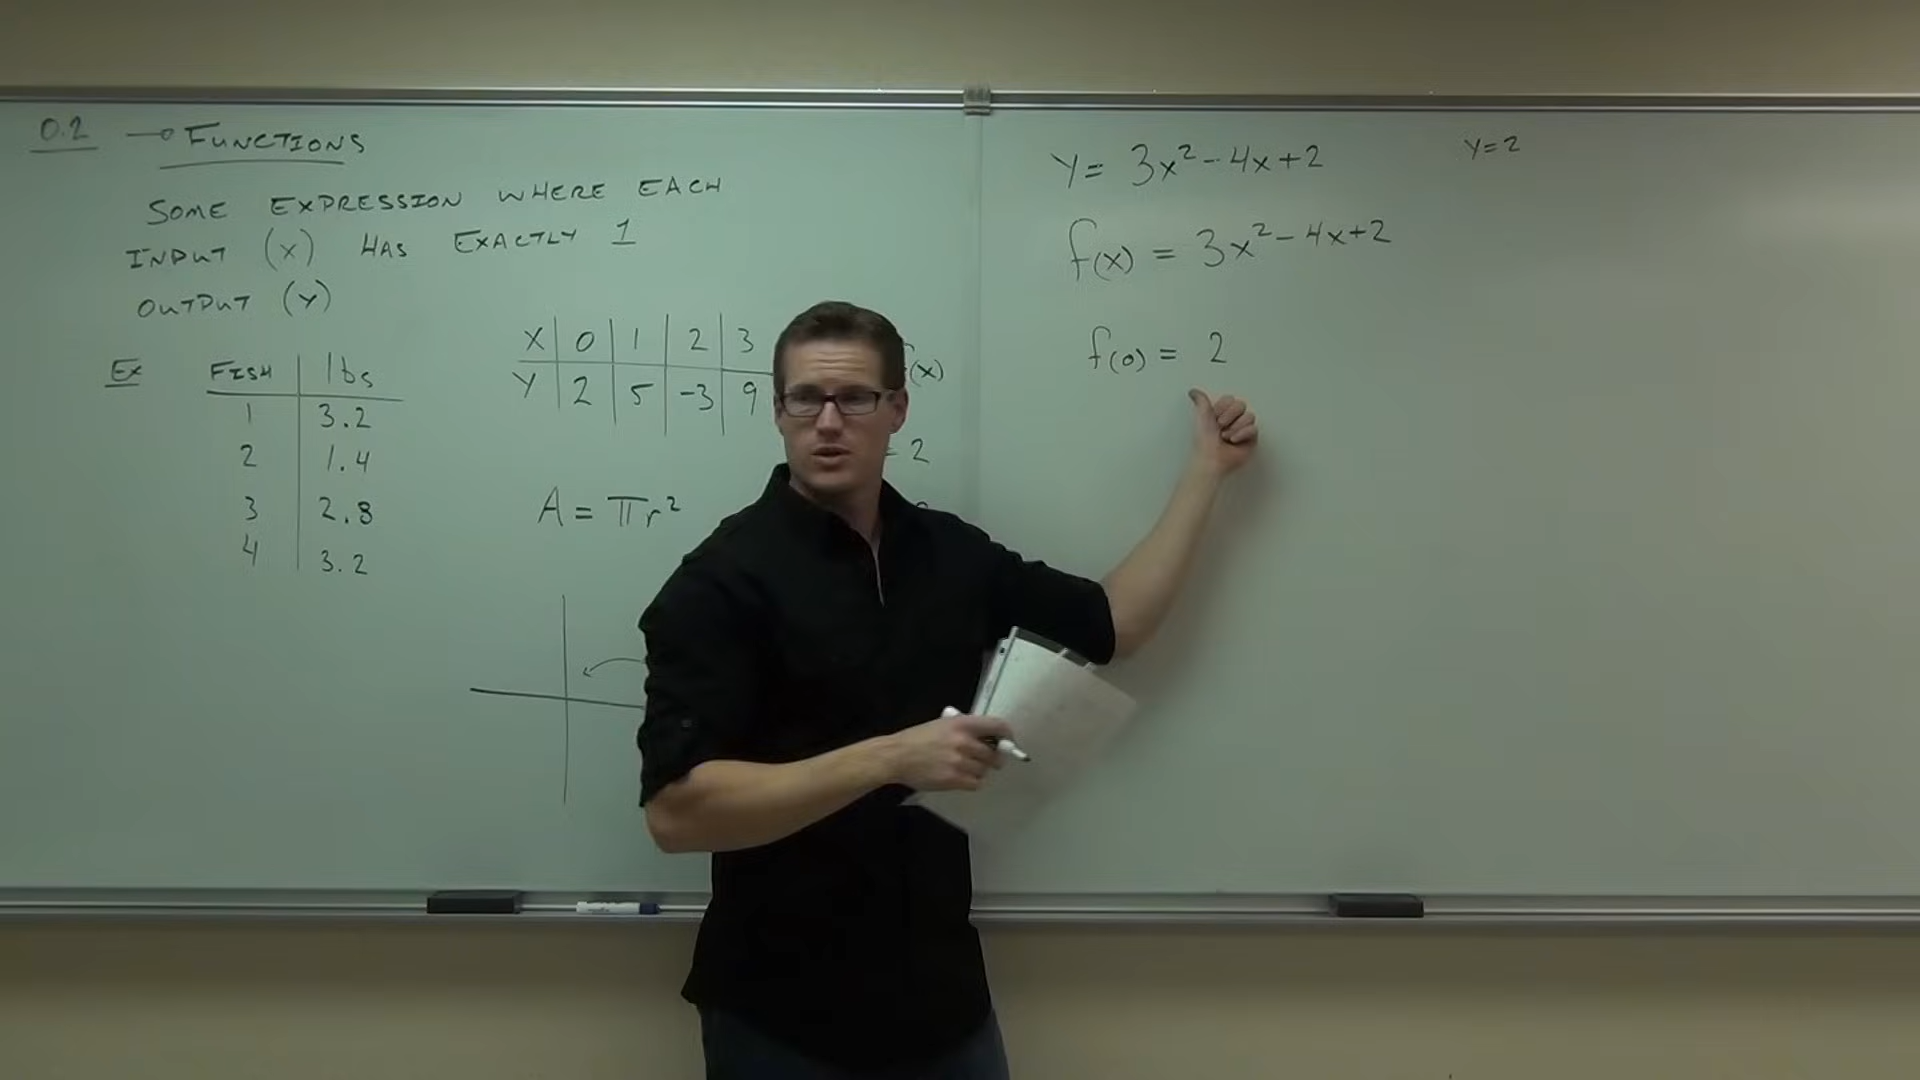 0.2 → FUNCTIONS
SOME EXPRESSION WHERE EACH
INPUT (X) HAS EXACTLY 1
OUTPUT (Y)
Ex
FISH lbs
1 3.2
2 1.4
3 2.8
4 3.2
X 0 1 2 3
Y 2 5 -3 9
(x)
= 2
A = πr²
Y = 3x² - 4x + 2
f(x) = 3x² - 4x + 2
f(0) = 2
Y = 2